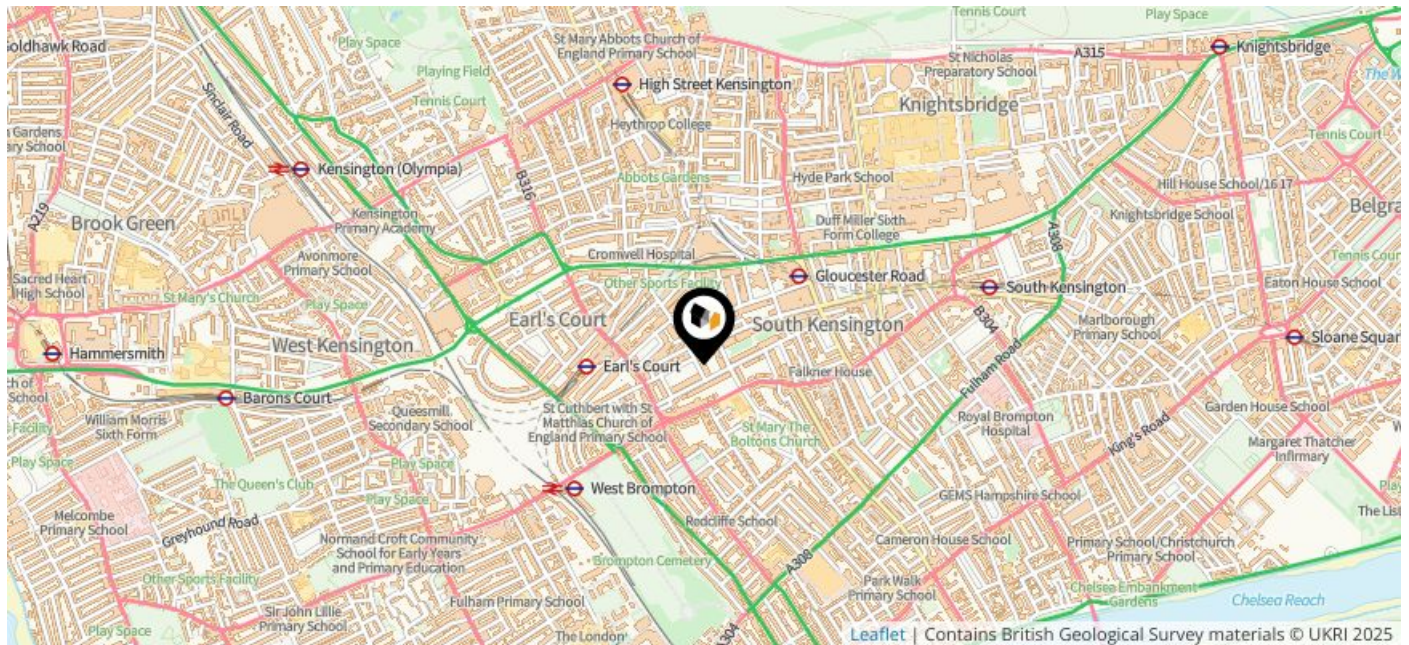 Tennis Court
Play Space
St Mary Abbots Church of
England Primary School
Play Space
Goldhawk Road
A315
Knightsbridge
St Nicholas
Preparatory School
Playing Field
High Street Kensington
Sinclair Road
Tennis Court
Knightsbridge
Heythrop College
Tennis Court
Kensington (Olympia)
B316
Abbots Gardens
Hyde Park School
Hill House School/16 17
A219
Brook Green
Kensington
Primary Academy
Duff Miller Sixth
Form College
Knightsbridge School
Belgra
Avonmore
Primary School
Cromwell Hospital
A308
Sacred Heart
High School
Other Sports Facility
Gloucester Road
South Kensington
Eaton House School
St Mary's Church
Play Space
Earl's Court
South Kensington
B304
Marlborough
Primary School
Sloane Squar
Hammersmith
West Kensington
Earl's Court
Falkner House
Fulham Road
Barons Court
William Morris
Sixth Form
Queesmill
Secondary School
St Cuthbert with St
Matthias Church of
England Primary School
St Mary The
Boltons Church
Royal Brompton
Hospital
Garden House School
King's Road
Margaret Thatcher
Infirmary
Play Space
Play Space
The Queen's Club
Play Space
West Brompton
GEMS Hampshire School
Melcombe
Primary School
Greyhound Road
Redcliffe School
Normand Croft Community
School for Early Years
and Primary Education
Cameron House School
Primary School/Christchurch
Primary School
Other Sports Facility
Brompton Cemetery
A308
Park Walk
Primary School
Chelsea Embankment
Gardens
Chelsea Reach
Sir John Lillie
Primary School
Fulham Primary School
Play Space
The London
A304
Leaflet | Contains British Geological Survey materials © UKRI 2025